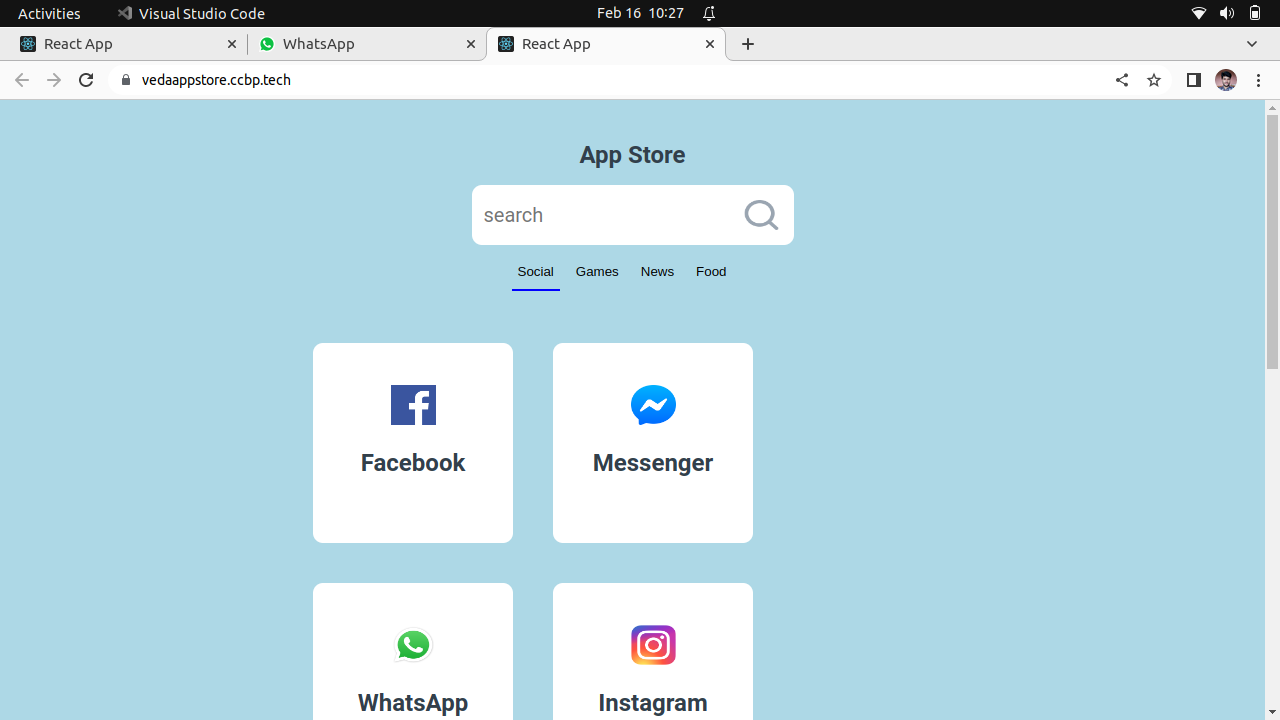 Activities Visual Studio Code Feb 16 10:27
React App WhatsApp React App
vedaappstore.ccbp.tech
App Store
search
Social Games News Food
Facebook Messenger
WhatsApp Instagram